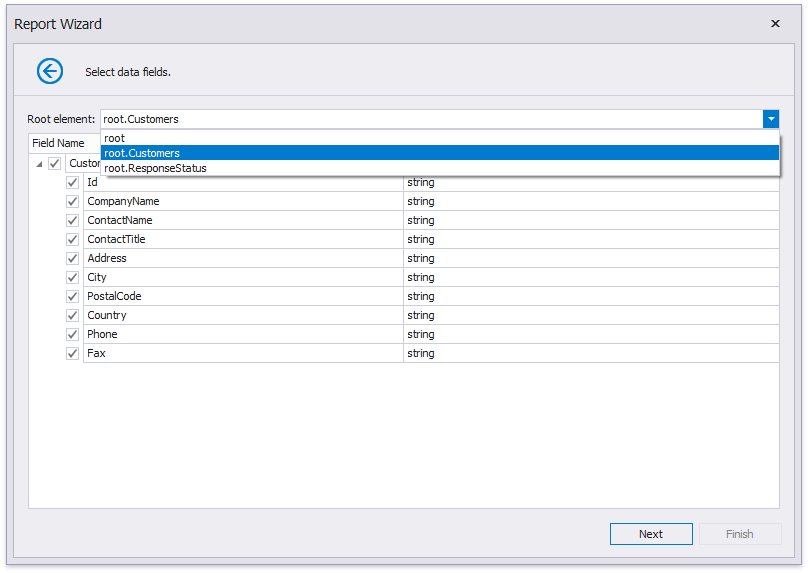 Report Wizard
Select data fields.
Root element: root.Customers
root
Field Name
root.Customers
Custo
root.ResponseStatus
Id string
CompanyName string
ContactName string
ContactTitle string
Address string
City string
PostalCode string
Country string
Phone string
Fax string
Next Finish